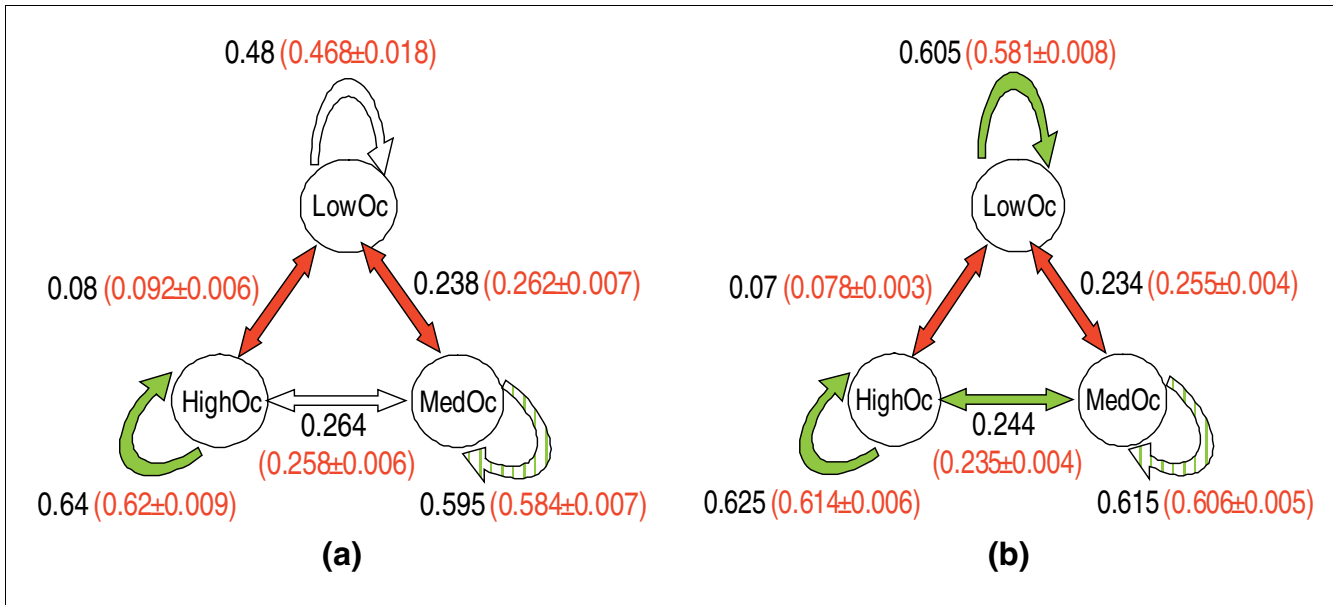 0.48 (0.468±0.018)
LowOc
0.08 (0.092±0.006)
0.238 (0.262±0.007)
HighOc
MedOc
0.264
(0.258±0.006)
0.64 (0.62±0.009)
0.595 (0.584±0.007)
(a)
0.605 (0.581±0.008)
LowOc
0.07 (0.078±0.003)
0.234 (0.255±0.004)
HighOc
MedOc
0.244
(0.235±0.004)
0.625 (0.614±0.006)
0.615 (0.606±0.005)
(b)